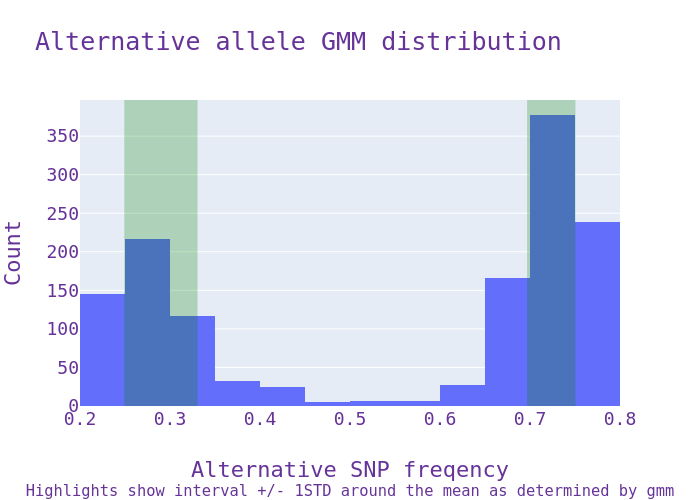 Alternative allele GMM distribution
350
300
250
200
150
100
50
0
0.2 0.3 0.4 0.5 0.6 0.7 0.8
Count
Alternative SNP freqency
Highlights show interval +/- 1STD around the mean as determined by gmm